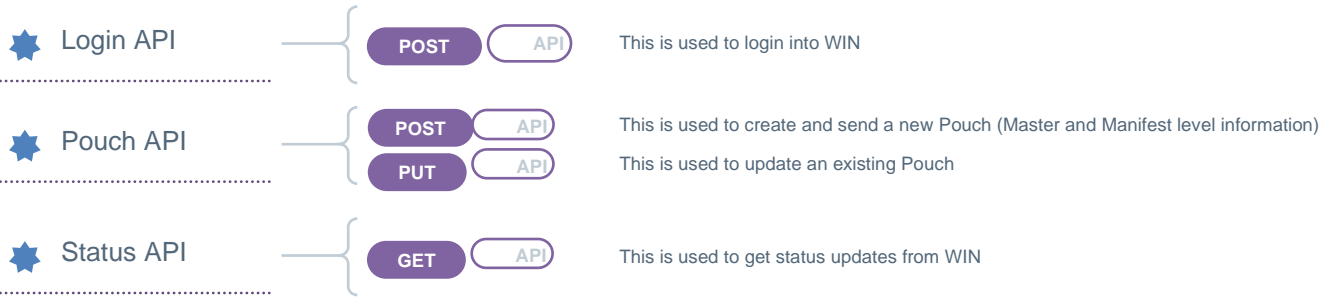 Login API
POST API
This is used to login into WIN
Pouch API
POST API
This is used to create and send a new Pouch (Master and Manifest level information)
PUT API
This is used to update an existing Pouch
Status API
GET API
This is used to get status updates from WIN